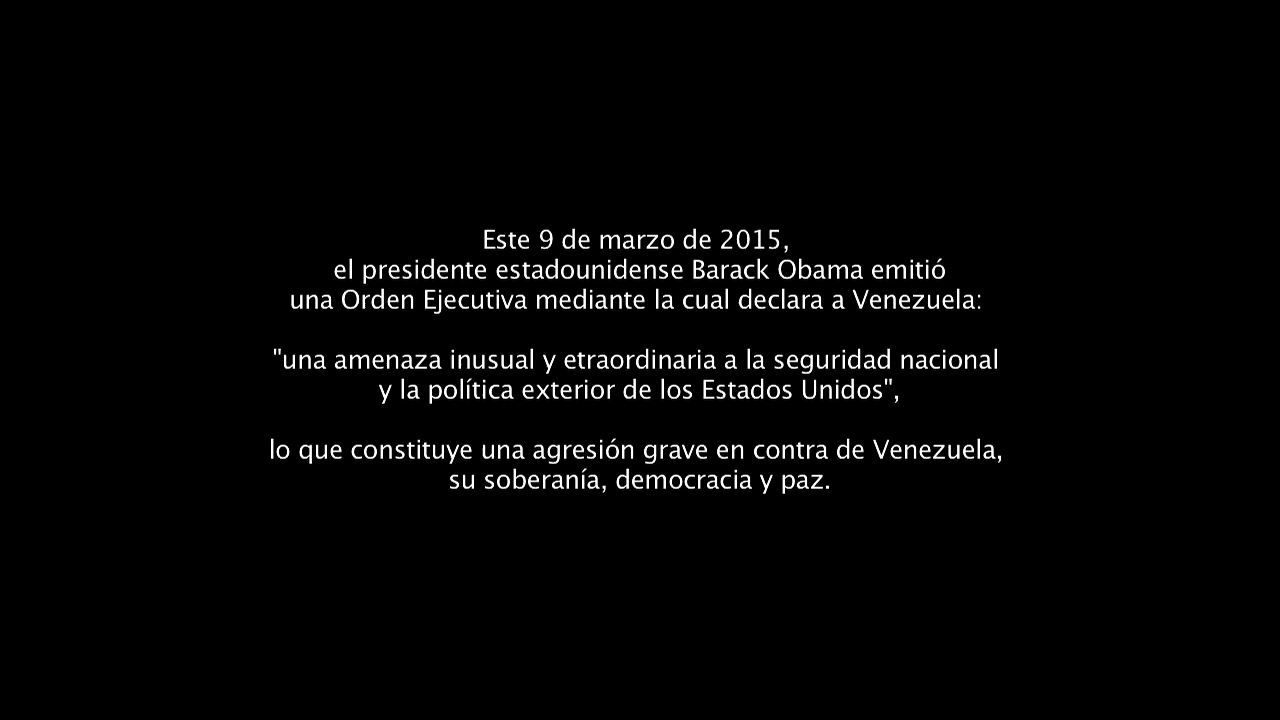 Este 9 de marzo de 2015,
el presidente estadounidense Barack Obama emitió
una Orden Ejecutiva mediante la cual declara a Venezuela:
"una amenaza inusual y etraordinaria a la seguridad nacional
y la política exterior de los Estados Unidos",
lo que constituye una agresión grave en contra de Venezuela,
su soberanía, democracia y paz.